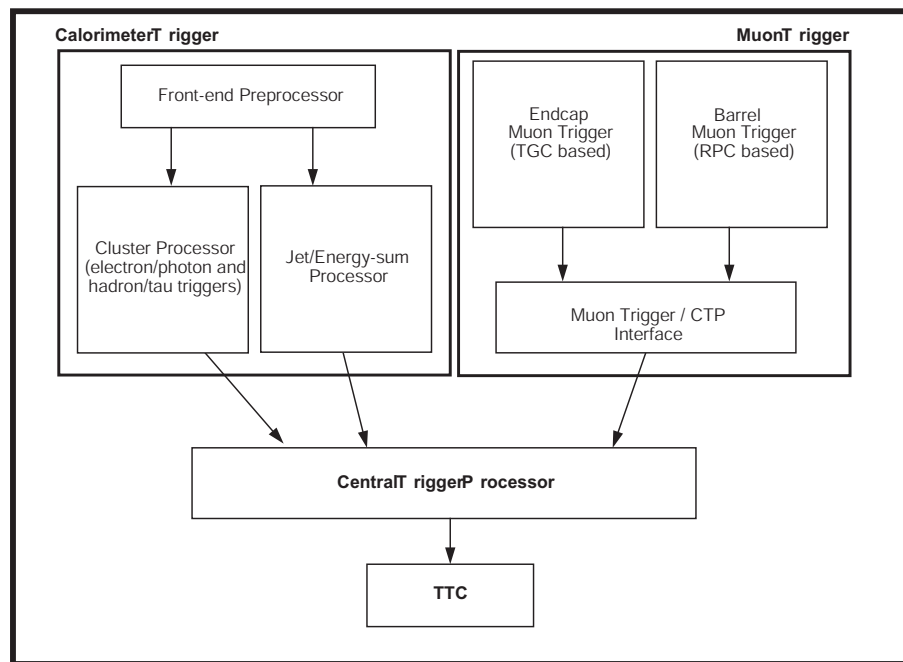 CalorimeterT rigger
MuonT rigger
Front-end Preprocessor
Endcap
Muon Trigger
(TGC based)
Barrel
Muon Trigger
(RPC based)
Cluster Processor
(electron/photon and
hadron/tau triggers)
Jet/Energy-sum
Processor
Muon Trigger / CTP
Interface
CentralT riggerP rocessor
TTC